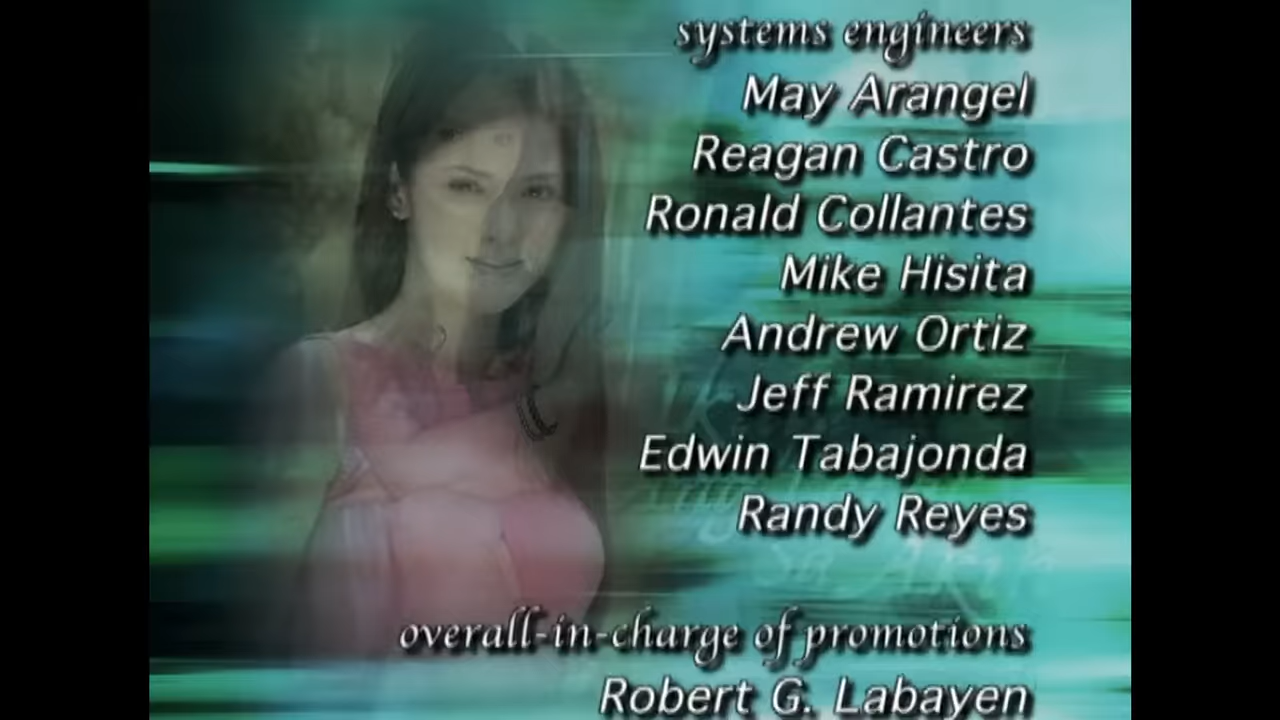 systems engineers
May Arangel
Reagan Castro
Ronald Collantes
Mike Hisita
Andrew Ortiz
Jeff Ramirez
Edwin Tabajonda
Randy Reyes
overall-in-charge of promotions
Robert G. Labayen